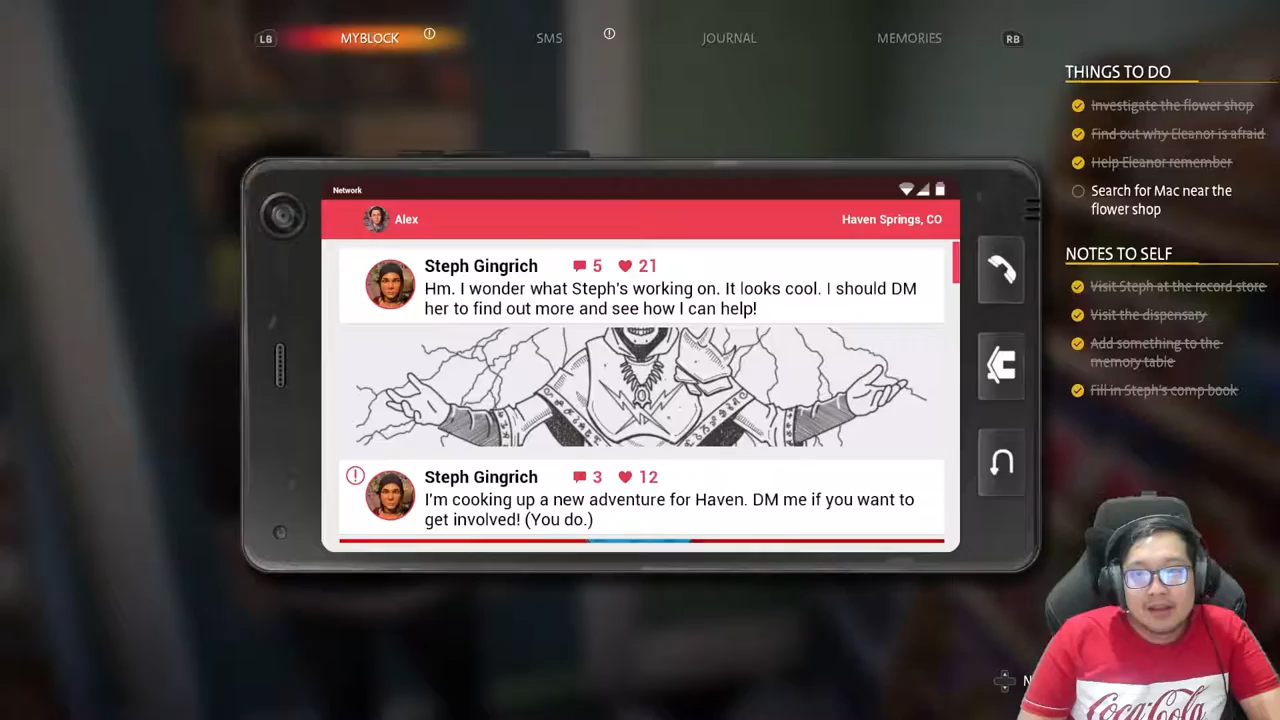 LB
MYBLOCK
SMS
JOURNAL
MEMORIES
RB
THINGS TO DO
Investigate the flower shop
Find out why Eleanor is afraid
Help Eleanor remember
Search for Mac near the
flower shop
NOTES TO SELF
Visit Steph at the record store
Visit the dispensary
Add something to the
memory table
Fill in Steph's comp book
Network
Alex
Haven Springs, CO
Steph Gingrich 5 21
Hm. I wonder what Steph's working on. It looks cool. I should DM
her to find out more and see how I can help!
Steph Gingrich 3 12
I'm cooking up a new adventure for Haven. DM me if you want to
get involved! (You do.)
N
Coca-Cola